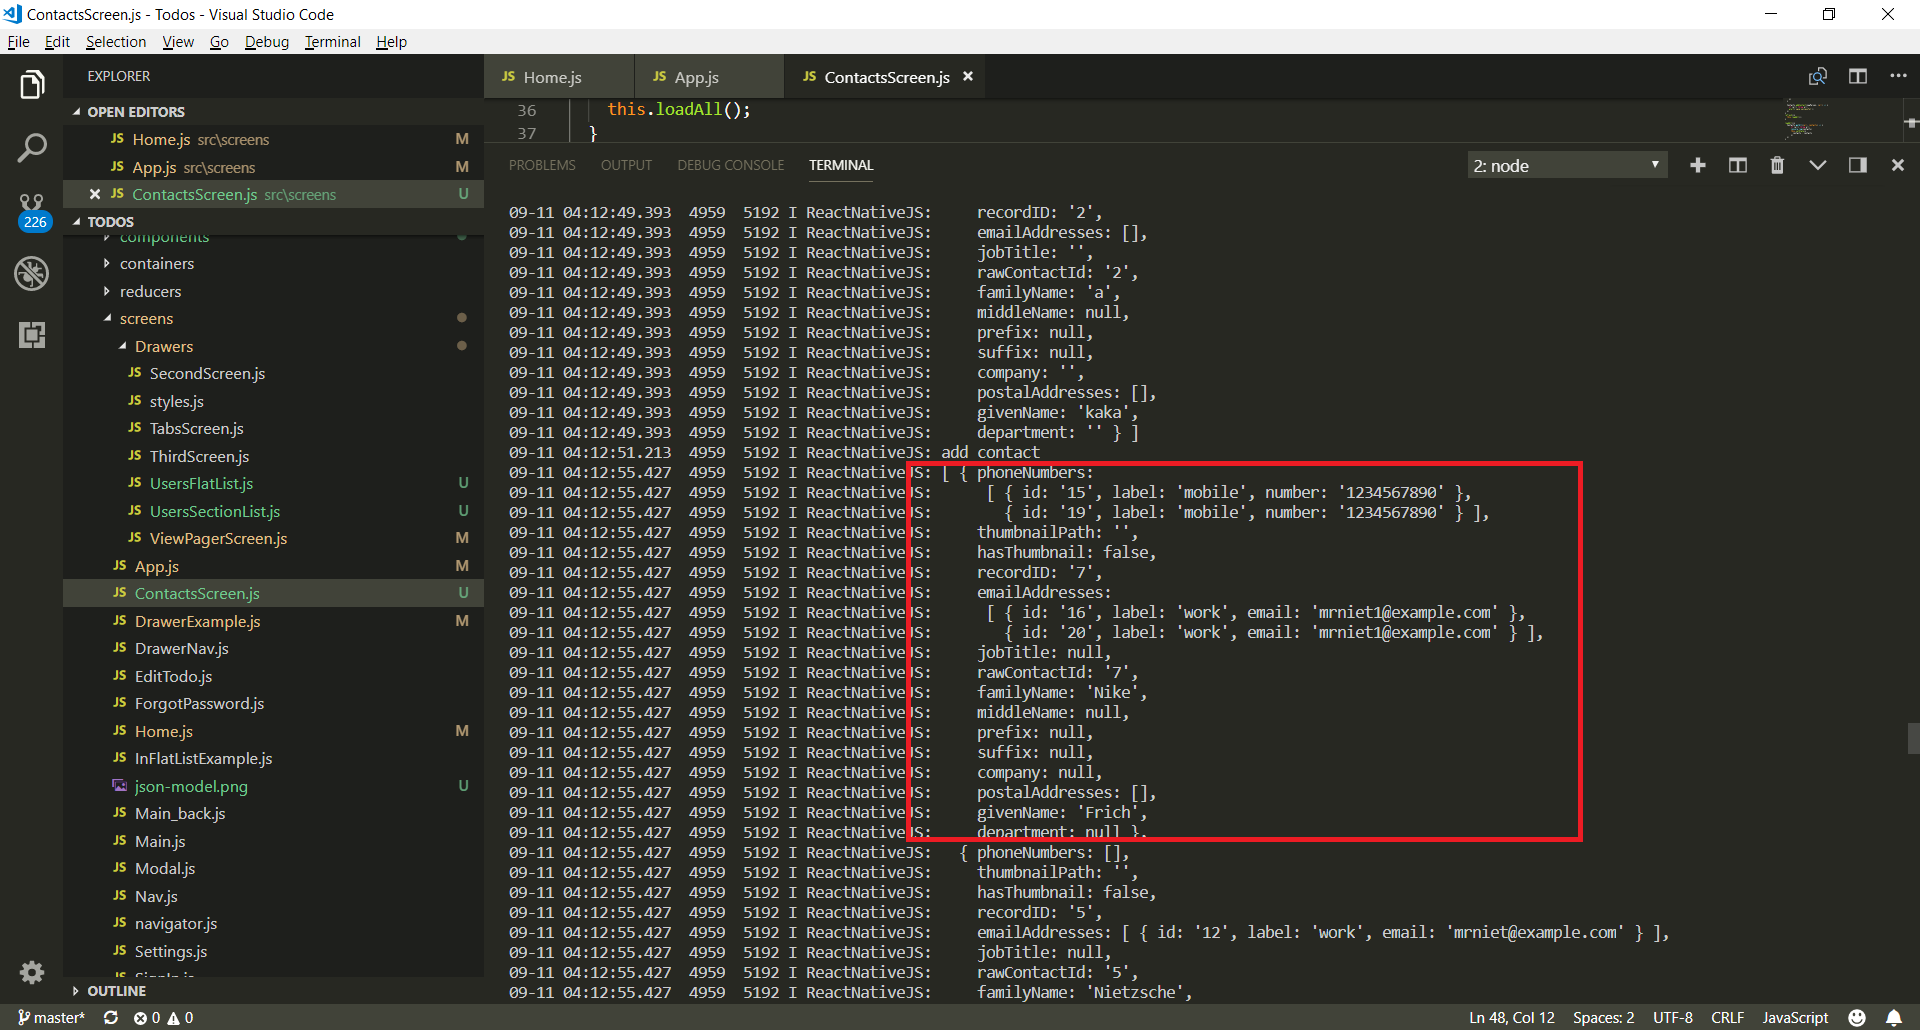 ContactsScreen.js - Todos - Visual Studio Code
File Edit Selection View Go Debug Terminal Help
EXPLORER
OPEN EDITORS
JS Home.js src\screens M
JS App.js src\screens M
JS ContactsScreen.js src\screens U
226
TODOS
components
containers
reducers
screens
Drawers
JS SecondScreen.js
JS styles.js
JS TabsScreen.js
JS ThirdScreen.js
JS UsersFlatList.js U
JS UsersSectionList.js U
JS ViewPagerScreen.js M
JS App.js M
JS ContactsScreen.js U
JS DrawerExample.js M
JS DrawerNav.js
JS EditTodo.js
JS ForgotPassword.js
JS Home.js M
JS InFlatListExample.js
json-model.png U
JS Main_back.js
JS Main.js
JS Modal.js
JS Nav.js
JS navigator.js
JS Settings.js
JS SignIn.js
OUTLINE
JS Home.js JS App.js JS ContactsScreen.js
36 this.loadAll();
37 }
PROBLEMS OUTPUT DEBUG CONSOLE TERMINAL 2: node
09-11 04:12:49.393 4959 5192 I ReactNativeJS: recordID: '2',
09-11 04:12:49.393 4959 5192 I ReactNativeJS: emailAddresses: [],
09-11 04:12:49.393 4959 5192 I ReactNativeJS: jobTitle: '',
09-11 04:12:49.393 4959 5192 I ReactNativeJS: rawContactId: '2',
09-11 04:12:49.393 4959 5192 I ReactNativeJS: familyName: 'a',
09-11 04:12:49.393 4959 5192 I ReactNativeJS: middleName: null,
09-11 04:12:49.393 4959 5192 I ReactNativeJS: prefix: null,
09-11 04:12:49.393 4959 5192 I ReactNativeJS: suffix: null,
09-11 04:12:49.393 4959 5192 I ReactNativeJS: company: '',
09-11 04:12:49.393 4959 5192 I ReactNativeJS: postalAddresses: [],
09-11 04:12:49.393 4959 5192 I ReactNativeJS: givenName: 'kaka',
09-11 04:12:49.393 4959 5192 I ReactNativeJS: department: '' } ]
09-11 04:12:51.213 4959 5192 I ReactNativeJS: add contact
09-11 04:12:55.427 4959 5192 I ReactNativeJS: [ { phoneNumbers:
09-11 04:12:55.427 4959 5192 I ReactNativeJS: [ { id: '15', label: 'mobile', number: '1234567890' },
09-11 04:12:55.427 4959 5192 I ReactNativeJS: { id: '19', label: 'mobile', number: '1234567890' } ],
09-11 04:12:55.427 4959 5192 I ReactNativeJS: thumbnailPath: '',
09-11 04:12:55.427 4959 5192 I ReactNativeJS: hasThumbnail: false,
09-11 04:12:55.427 4959 5192 I ReactNativeJS: recordID: '7',
09-11 04:12:55.427 4959 5192 I ReactNativeJS: emailAddresses:
09-11 04:12:55.427 4959 5192 I ReactNativeJS: [ { id: '16', label: 'work', email: 'mrniet1@example.com' },
09-11 04:12:55.427 4959 5192 I ReactNativeJS: { id: '20', label: 'work', email: 'mrniet1@example.com' } ],
09-11 04:12:55.427 4959 5192 I ReactNativeJS: jobTitle: null,
09-11 04:12:55.427 4959 5192 I ReactNativeJS: rawContactId: '7',
09-11 04:12:55.427 4959 5192 I ReactNativeJS: familyName: 'Nike',
09-11 04:12:55.427 4959 5192 I ReactNativeJS: middleName: null,
09-11 04:12:55.427 4959 5192 I ReactNativeJS: prefix: null,
09-11 04:12:55.427 4959 5192 I ReactNativeJS: suffix: null,
09-11 04:12:55.427 4959 5192 I ReactNativeJS: company: null,
09-11 04:12:55.427 4959 5192 I ReactNativeJS: postalAddresses: [],
09-11 04:12:55.427 4959 5192 I ReactNativeJS: givenName: 'Frich',
09-11 04:12:55.427 4959 5192 I ReactNativeJS: department: null },
09-11 04:12:55.427 4959 5192 I ReactNativeJS: { phoneNumbers: [],
09-11 04:12:55.427 4959 5192 I ReactNativeJS: thumbnailPath: '',
09-11 04:12:55.427 4959 5192 I ReactNativeJS: hasThumbnail: false,
09-11 04:12:55.427 4959 5192 I ReactNativeJS: recordID: '5',
09-11 04:12:55.427 4959 5192 I ReactNativeJS: emailAddresses: [ { id: '12', label: 'work', email: 'mrniet@example.com' } ],
09-11 04:12:55.427 4959 5192 I ReactNativeJS: jobTitle: null,
09-11 04:12:55.427 4959 5192 I ReactNativeJS: rawContactId: '5',
09-11 04:12:55.427 4959 5192 I ReactNativeJS: familyName: 'Nietzsche',
master* 0 0 Ln 48, Col 12 Spaces: 2 UTF-8 CRLF JavaScript